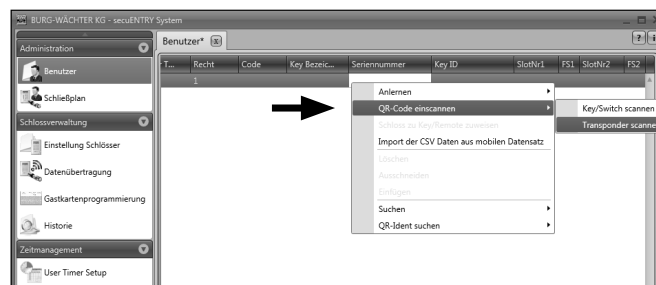 BURG-WÄCHTER KG - secuENTRY System
Administration
Benutzer
Schließplan
Schlossverwaltung
Einstellung Schlösser
Datenübertragung
Gastkartenprogrammierung
Historie
Zeitmanagement
User Timer Setup
Benutzer*
T... Recht Code Key Bezeic... Seriennummer Key ID SlotNr1 FS1 SlotNr2 FS2
1
Anlernen
QR-Code einscannen
Schloss zu Key/Remote zuweisen
Import der CSV Daten aus mobilen Datensatz
Löschen
Ausschneiden
Einfügen
Suchen
QR-Ident suchen
Key/Switch scannen
Transponder scanne